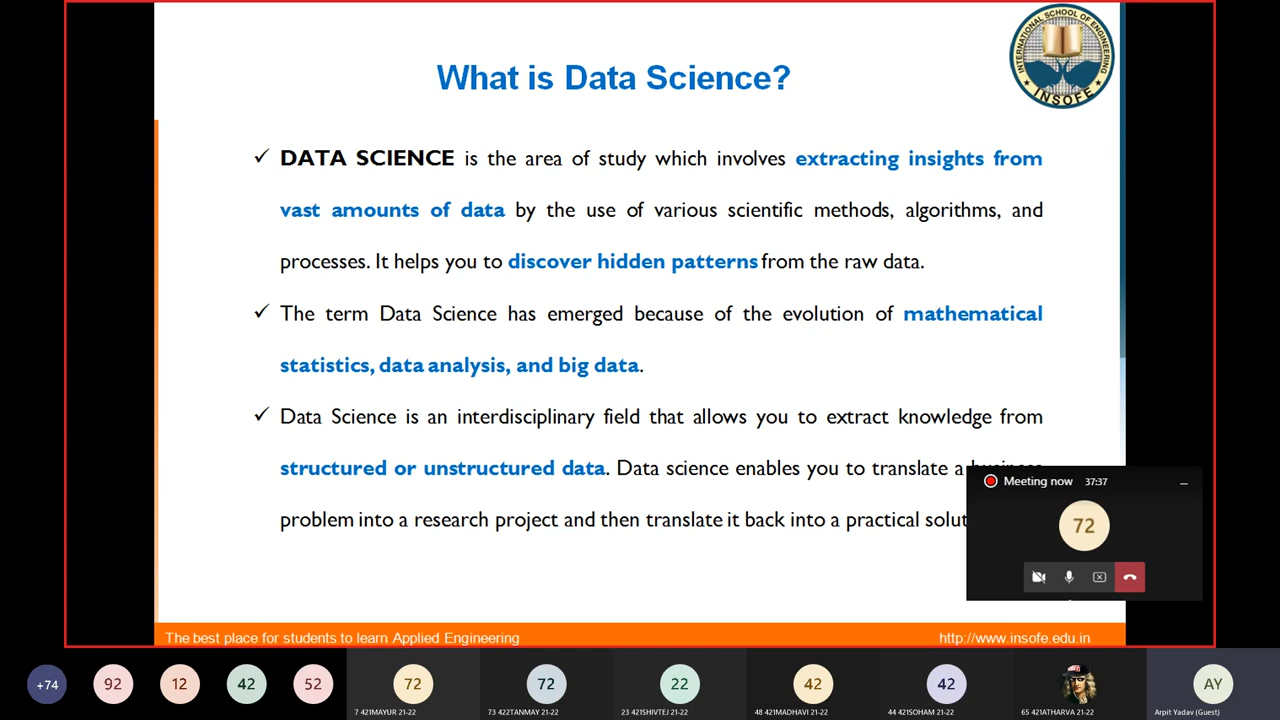 INTERNATIONAL SCHOOL OF ENGINEERING
INSOFE
What is Data Science?
✓ DATA SCIENCE is the area of study which involves extracting insights from
vast amounts of data by the use of various scientific methods, algorithms, and
processes. It helps you to discover hidden patterns from the raw data.
✓ The term Data Science has emerged because of the evolution of mathematical
statistics, data analysis, and big data.
✓ Data Science is an interdisciplinary field that allows you to extract knowledge from
structured or unstructured data. Data science enables you to translate a
problem into a research project and then translate it back into a practical
Meeting now 37:37
72
The best place for students to learn Applied Engineering
http://www.insofe.edu.in
+74 92 12 42 52 72 72 22 42 42 AY
7 421MAYUR 21-22
73 422TANMAY 21-22
23 421SHIVTEJ 21-22
48 421MADHAVI 21-22
44 421SOHAM 21-22
65 421ATHARVA 21-22
Arpit Yadav (Guest)